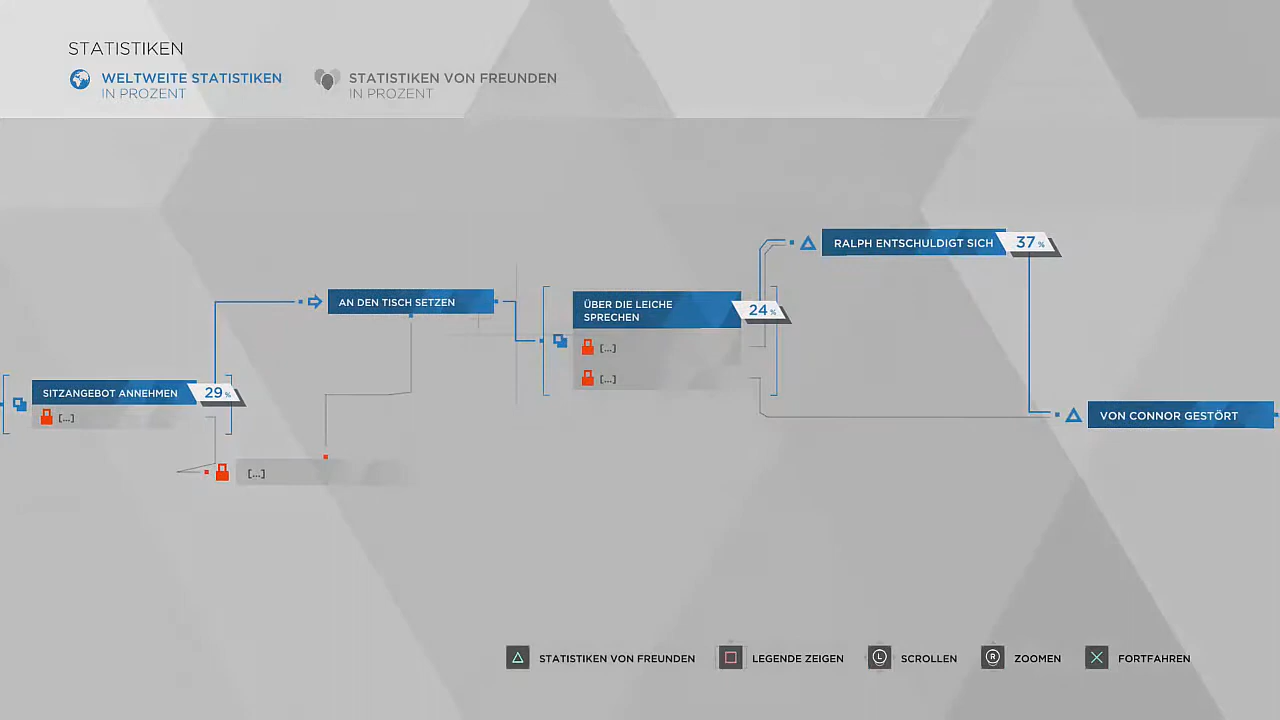 STATISTIKEN
WELTWEITE STATISTIKEN
IN PROZENT
STATISTIKEN VON FREUNDEN
IN PROZENT
RALPH ENTSCHULDIGT SICH
37 %
AN DEN TISCH SETZEN
ÜBER DIE LEICHE
SPRECHEN
24 %
[...]
[...]
SITZANGEBOT ANNEHMEN
29 %
[...]
VON CONNOR GESTÖRT
[...]
STATISTIKEN VON FREUNDEN
LEGENDE ZEIGEN
L
SCROLLEN
R
ZOOMEN
FORTFAHREN